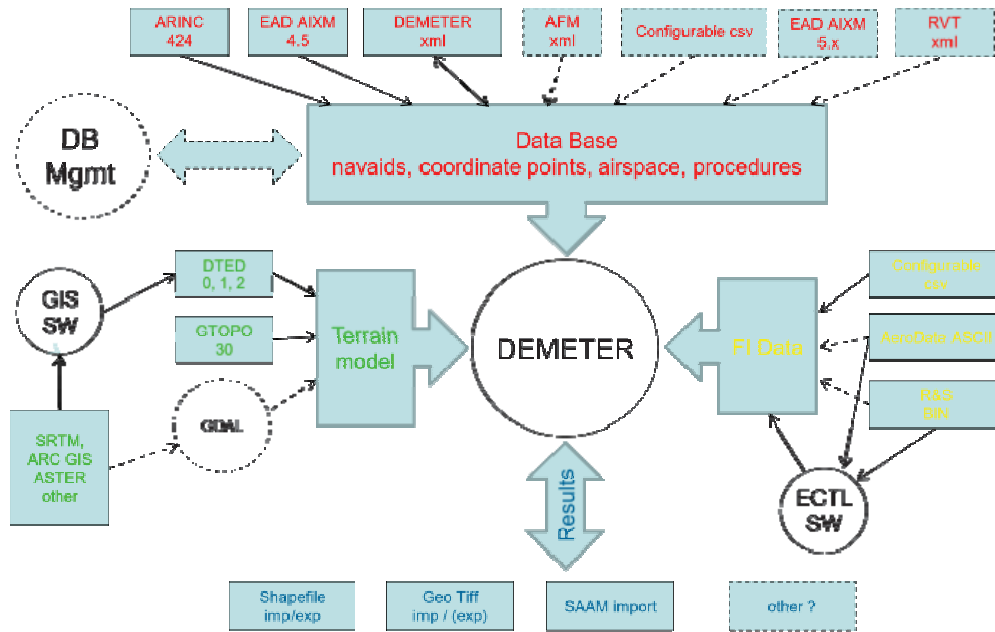 ARINC
424
EAD AIXM
4.5
DEMETER
xml
AFM
xml
Configurable csv
EAD AIXM
5.x
RVT
xml
DB
Mgmt
Data Base
navaids, coordinate points, airspace, procedures
GIS
SW
DTED
0, 1, 2
GTOPO
30
GDAL
SRTM,
ARC GIS
ASTER
other
Terrain
model
DEMETER
FI Data
Configurable
csv
AeroData ASCII
R&S
BIN
ECTL
SW
Results
Shapefile
imp/exp
Geo Tiff
imp / (exp)
SAAM import
other ?